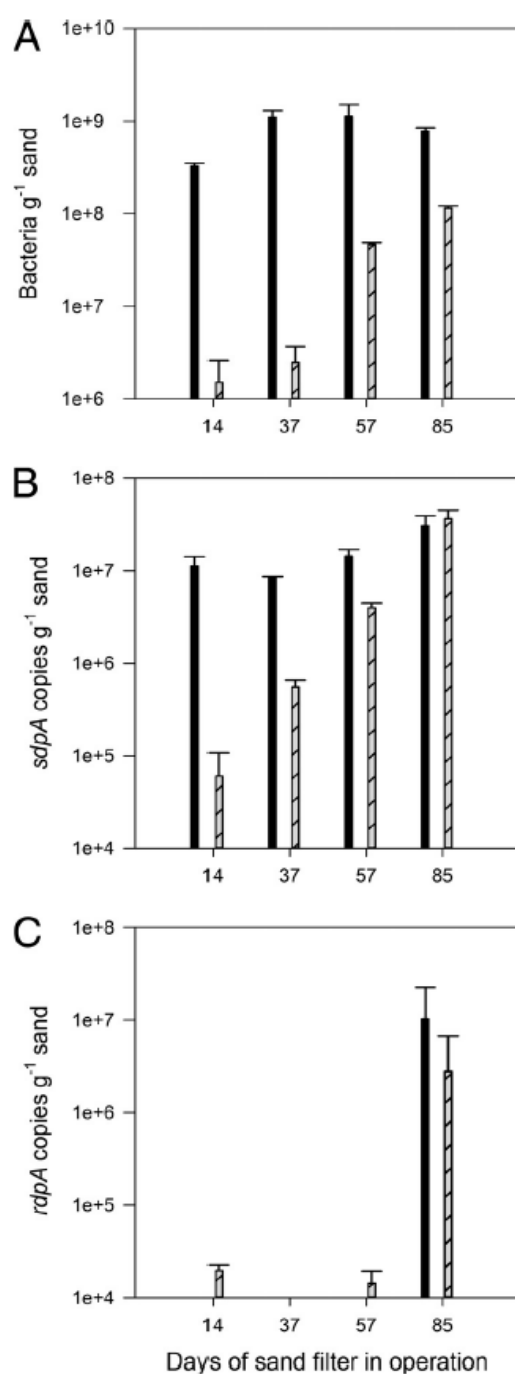 A
Bacteria g⁻¹ sand
1e+10
1e+9
1e+8
1e+7
1e+6
14 37 57 85
B
sdpA copies g⁻¹ sand
1e+8
1e+7
1e+6
1e+5
1e+4
14 37 57 85
C
rdpA copies g⁻¹ sand
1e+8
1e+7
1e+6
1e+5
1e+4
14 37 57 85
Days of sand filter in operation